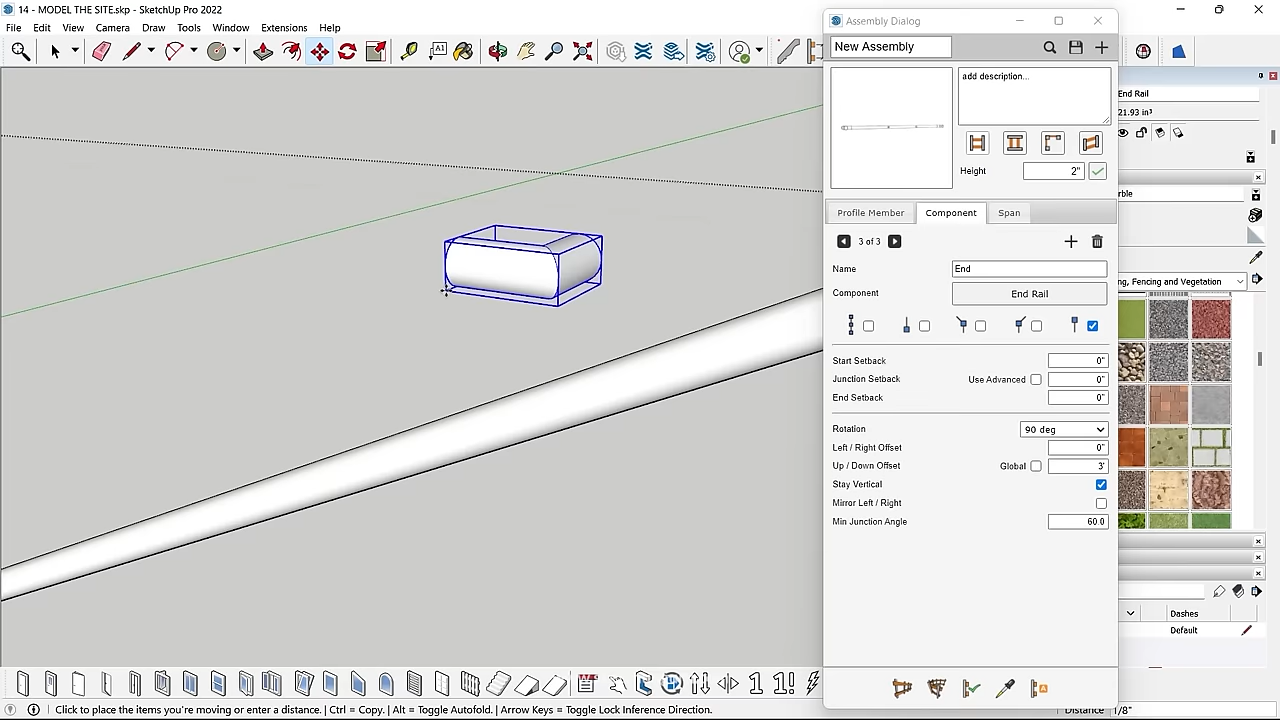 14 - MODEL THE SITE.skp - SketchUp Pro 2022
File Edit View Camera Draw Tools Window Extensions Help
Assembly Dialog
New Assembly
add description...
Height 2"
Profile Member Component Span
3 of 3
Name End
Component End Rail
Start Setback 0"
Junction Setback Use Advanced 0"
End Setback 0"
Rotation 90 deg
Left / Right Offset 0"
Up / Down Offset Global 3'
Stay Vertical
Mirror Left / Right
Min Junction Angle 60.0
End Rail
21.93 in³
rble
ng, Fencing and Vegetation
Dashes
Default
Click to place the items you're moving or enter a distance. | Ctrl = Copy. | Alt = Toggle Autofold. | Arrow Keys = Toggle Lock Inference Direction.
Distance 1/8"